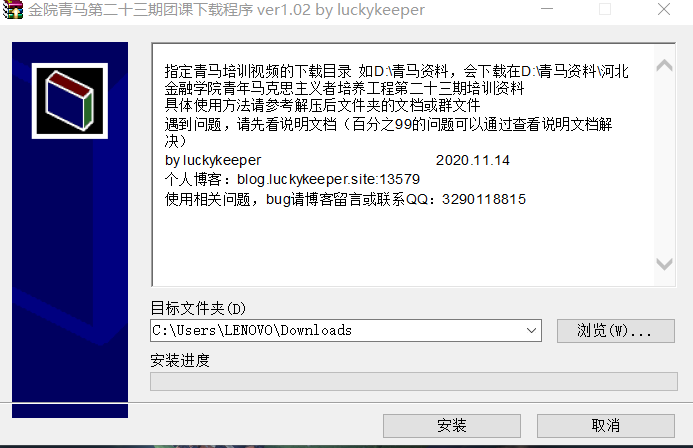 金院青马第二十三期团课下载程序 ver1.02 by luckykeeper
指定青马培训视频的下载目录 如D:\青马资料，会下载在D:\青马资料\河北
金融学院青年马克思主义者培养工程第二十三期培训资料
具体使用方法请参考解压后文件夹的文档或群文件
遇到问题，请先看说明文档（百分之99的问题可以通过查看说明文档解
决）
by luckykeeper 2020.11.14
个人博客：blog.luckykeeper.site:13579
使用相关问题，bug请博客留言或联系QQ：3290118815
目标文件夹(D)
C:\Users\LENOVO\Downloads
浏览(W)...
安装进度
安装
取消